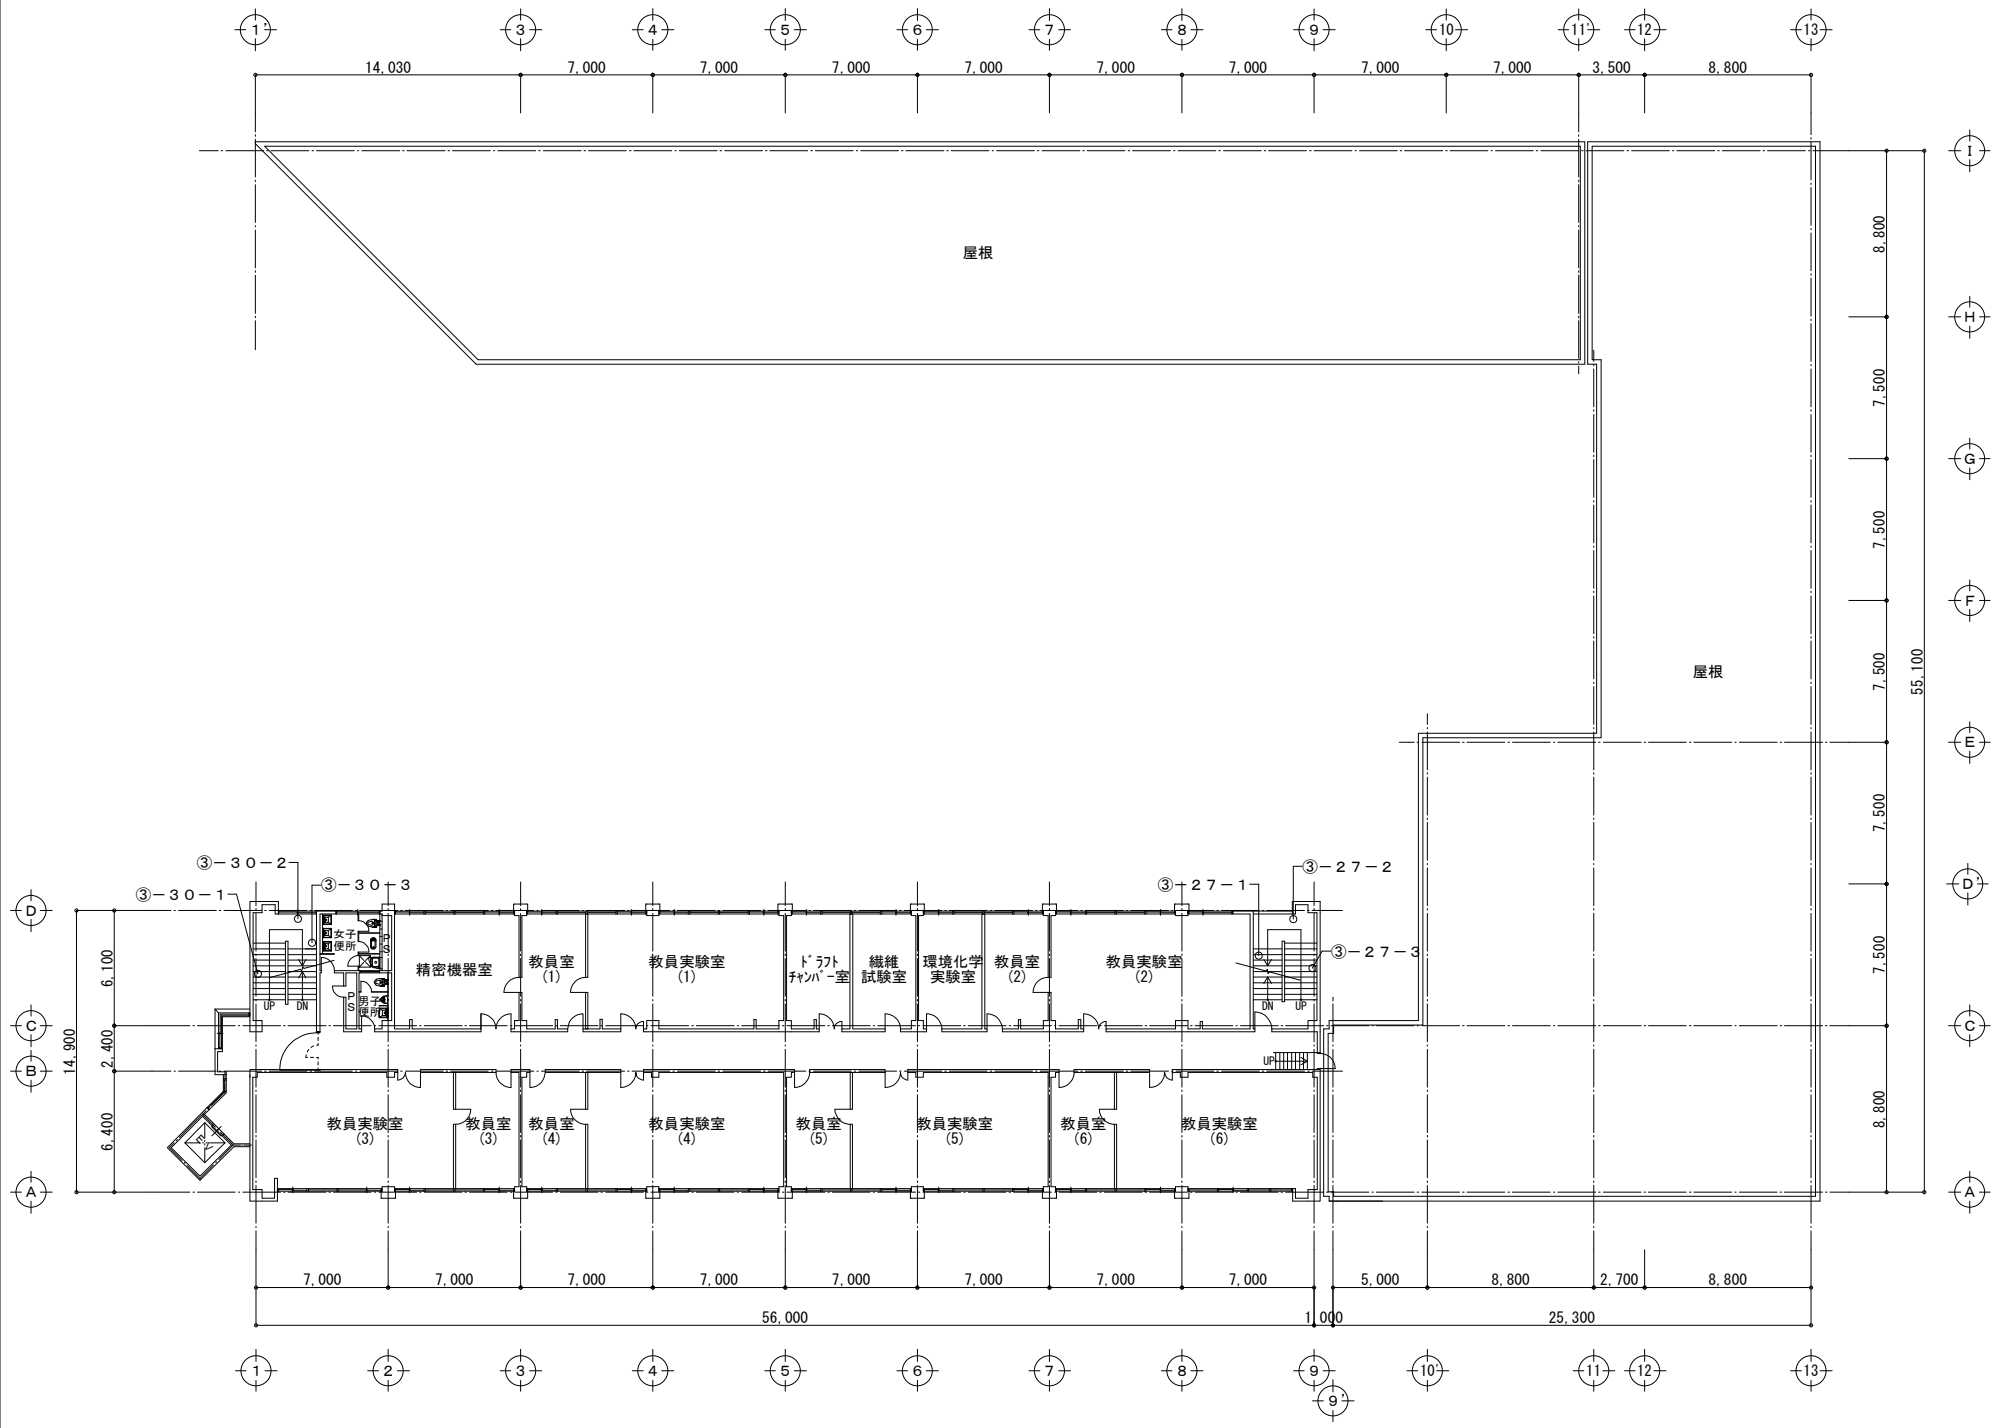 1' 3 4 5 6 7 8 9 10 11' 12 13
14,030 7,000 7,000 7,000 7,000 7,000 7,000 7,000 7,000 3,500 8,800
I
8,800
屋根
H
7,500
G
7,500
F
7,500
55,100
屋根
E
7,500
D'
③-30-2
③-27-2
③-30-1
③-30-3
③-27-1
D
7,500
女子
便所
PS
③-27-3
6,100
精密機器室
教員室
(1)
教員実験室
(1)
ドラフト
チャンバー室
繊維
試験室
環境化学
実験室
教員室
(2)
教員実験室
(2)
UP DN
PS
男子
便所
DN UP
C
C
14,900
2,400
B
UP
6,400
E.V
教員実験室
(3)
教員室
(3)
教員室
(4)
教員実験室
(4)
教員室
(5)
教員実験室
(5)
教員室
(6)
教員実験室
(6)
8,800
A
A
7,000 7,000 7,000 7,000 7,000 7,000 7,000 7,000 5,000 8,800 2,700 8,800
56,000 1,000 25,300
1 2 3 4 5 6 7 8 9 10' 11 12 13
9'